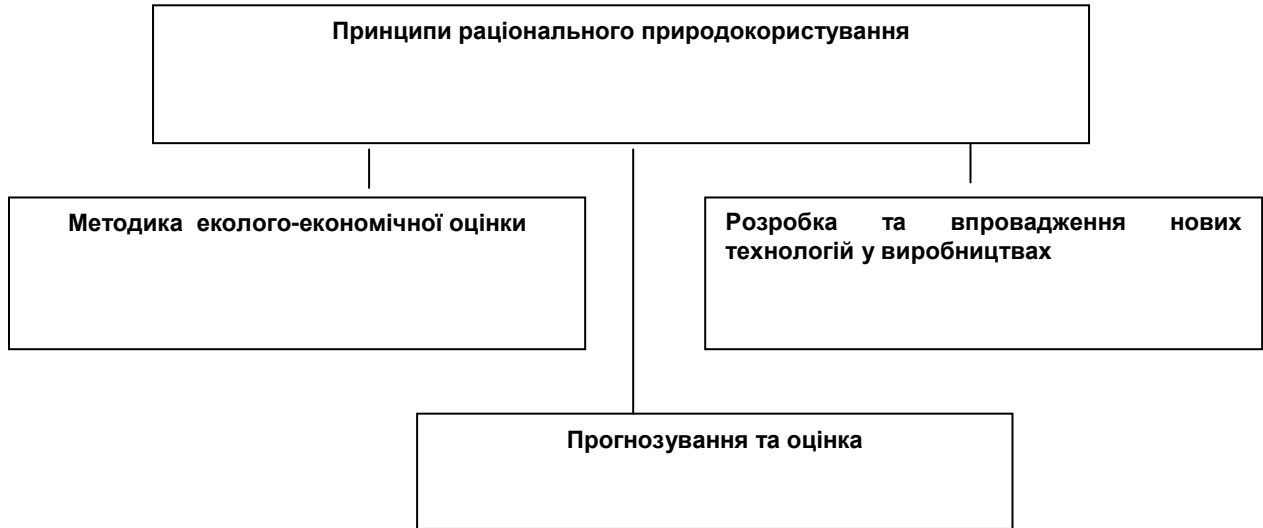 Принципи раціонального природокористування
Методика еколого-економічної оцінки
Розробка та впровадження нових
технологій у виробництвах
Прогнозування та оцінка